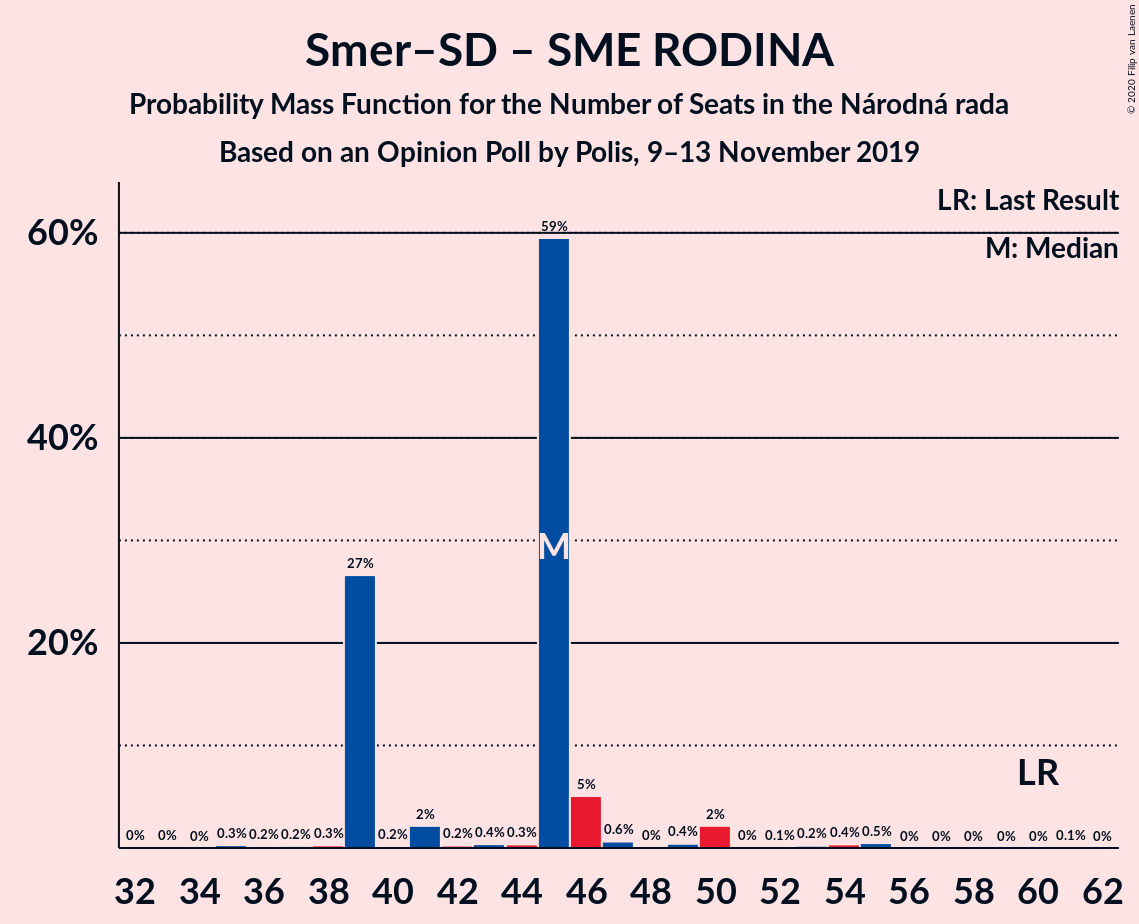 Smer–SD – SME RODINA
Probability Mass Function for the Number of Seats in the Národná rada
Based on an Opinion Poll by Polis, 9–13 November 2019
© 2020 Filip van Laenen
LR: Last Result
M: Median
60%
40%
20%
59%
27%
5%
2%
2%
0% 0% 0% 0.3% 0.2% 0.2% 0.3% 0.2% 0.2% 0.4% 0.3% 0.6% 0% 0.4% 0% 0.1% 0.2% 0.4% 0.5% 0% 0% 0% 0% 0% 0.1% 0%
M
LR
32 34 36 38 40 42 44 46 48 50 52 54 56 58 60 62